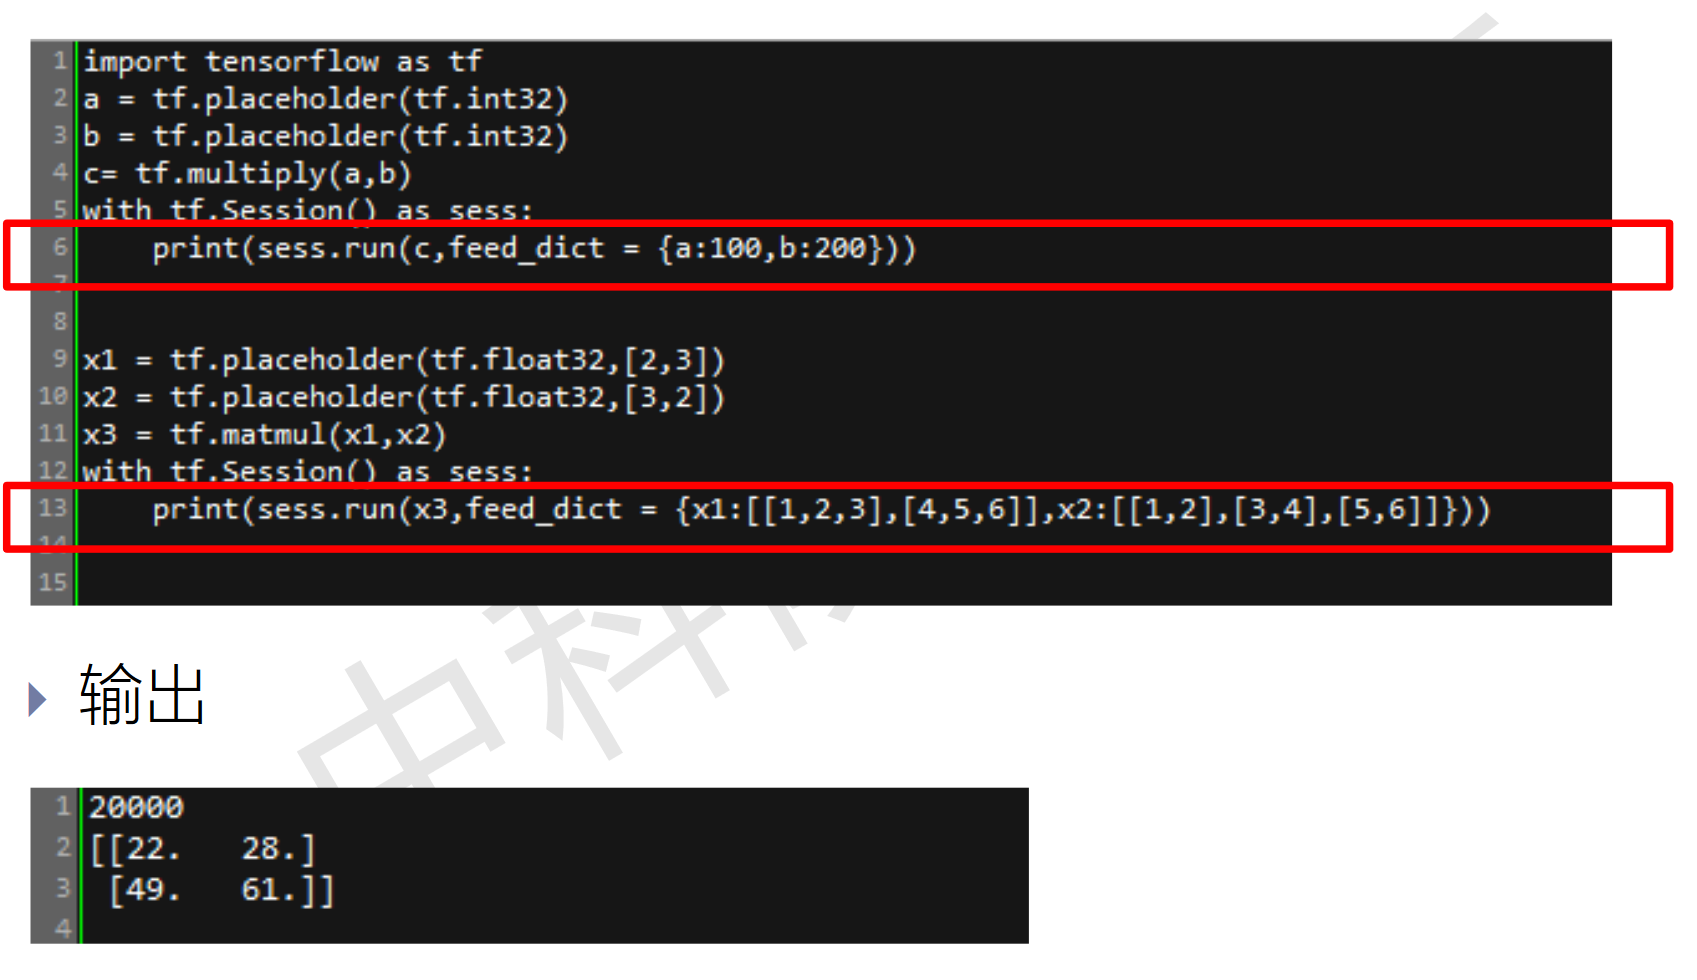 1 import tensorflow as tf
2 a = tf.placeholder(tf.int32)
3 b = tf.placeholder(tf.int32)
4 c= tf.multiply(a,b)
5 with tf.Session() as sess:
6     print(sess.run(c,feed_dict = {a:100,b:200}))
7
8
9 x1 = tf.placeholder(tf.float32,[2,3])
10 x2 = tf.placeholder(tf.float32,[3,2])
11 x3 = tf.matmul(x1,x2)
12 with tf.Session() as sess:
13     print(sess.run(x3,feed_dict = {x1:[[1,2,3],[4,5,6]],x2:[[1,2],[3,4],[5,6]]}))
14
15
中科
输出
1 20000
2 [[22.   28.]
3  [49.   61.]]
4